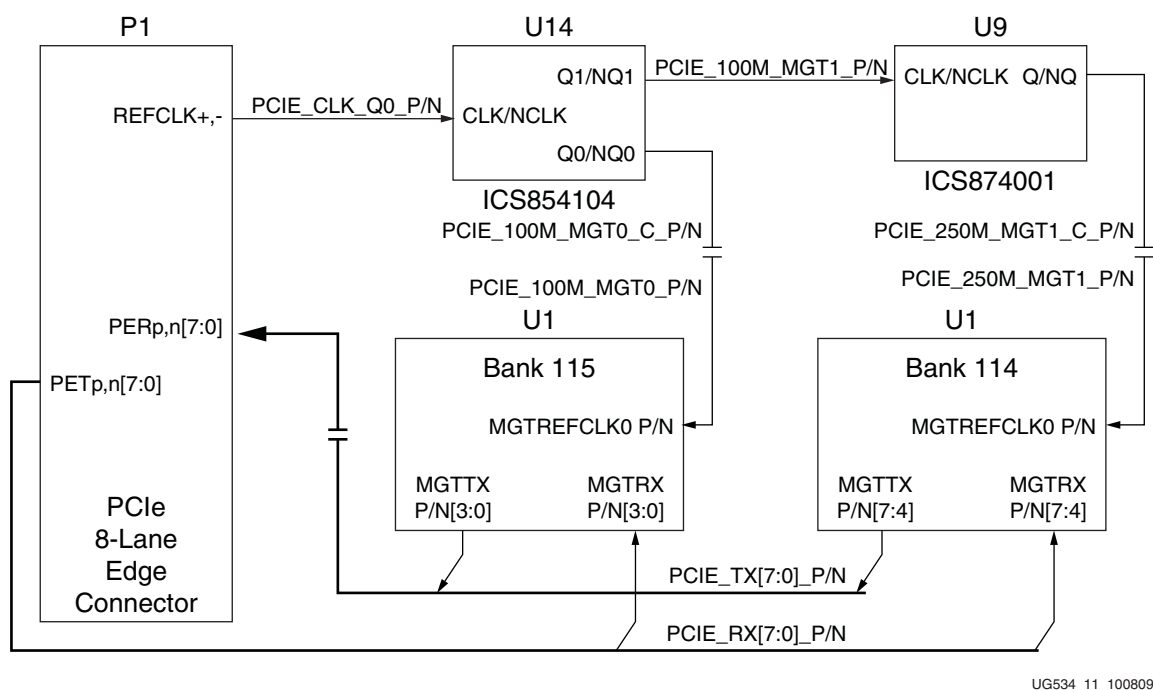 P1
U14
U9
Q1/NQ1
PCIE_100M_MGT1_P/N
CLK/NCLK Q/NQ
REFCLK+,-
PCIE_CLK_Q0_P/N
CLK/NCLK
Q0/NQ0
ICS854104
ICS874001
PCIE_100M_MGT0_C_P/N
PCIE_250M_MGT1_C_P/N
PCIE_100M_MGT0_P/N
PCIE_250M_MGT1_P/N
U1
U1
PERp,n[7:0]
PETp,n[7:0]
Bank 115
Bank 114
MGTREFCLK0 P/N
MGTREFCLK0 P/N
MGTTX
P/N[3:0]
MGTRX
P/N[3:0]
MGTTX
P/N[7:4]
MGTRX
P/N[7:4]
PCIe
8-Lane
Edge
Connector
PCIE_TX[7:0]_P/N
PCIE_RX[7:0]_P/N
UG534_11_100809